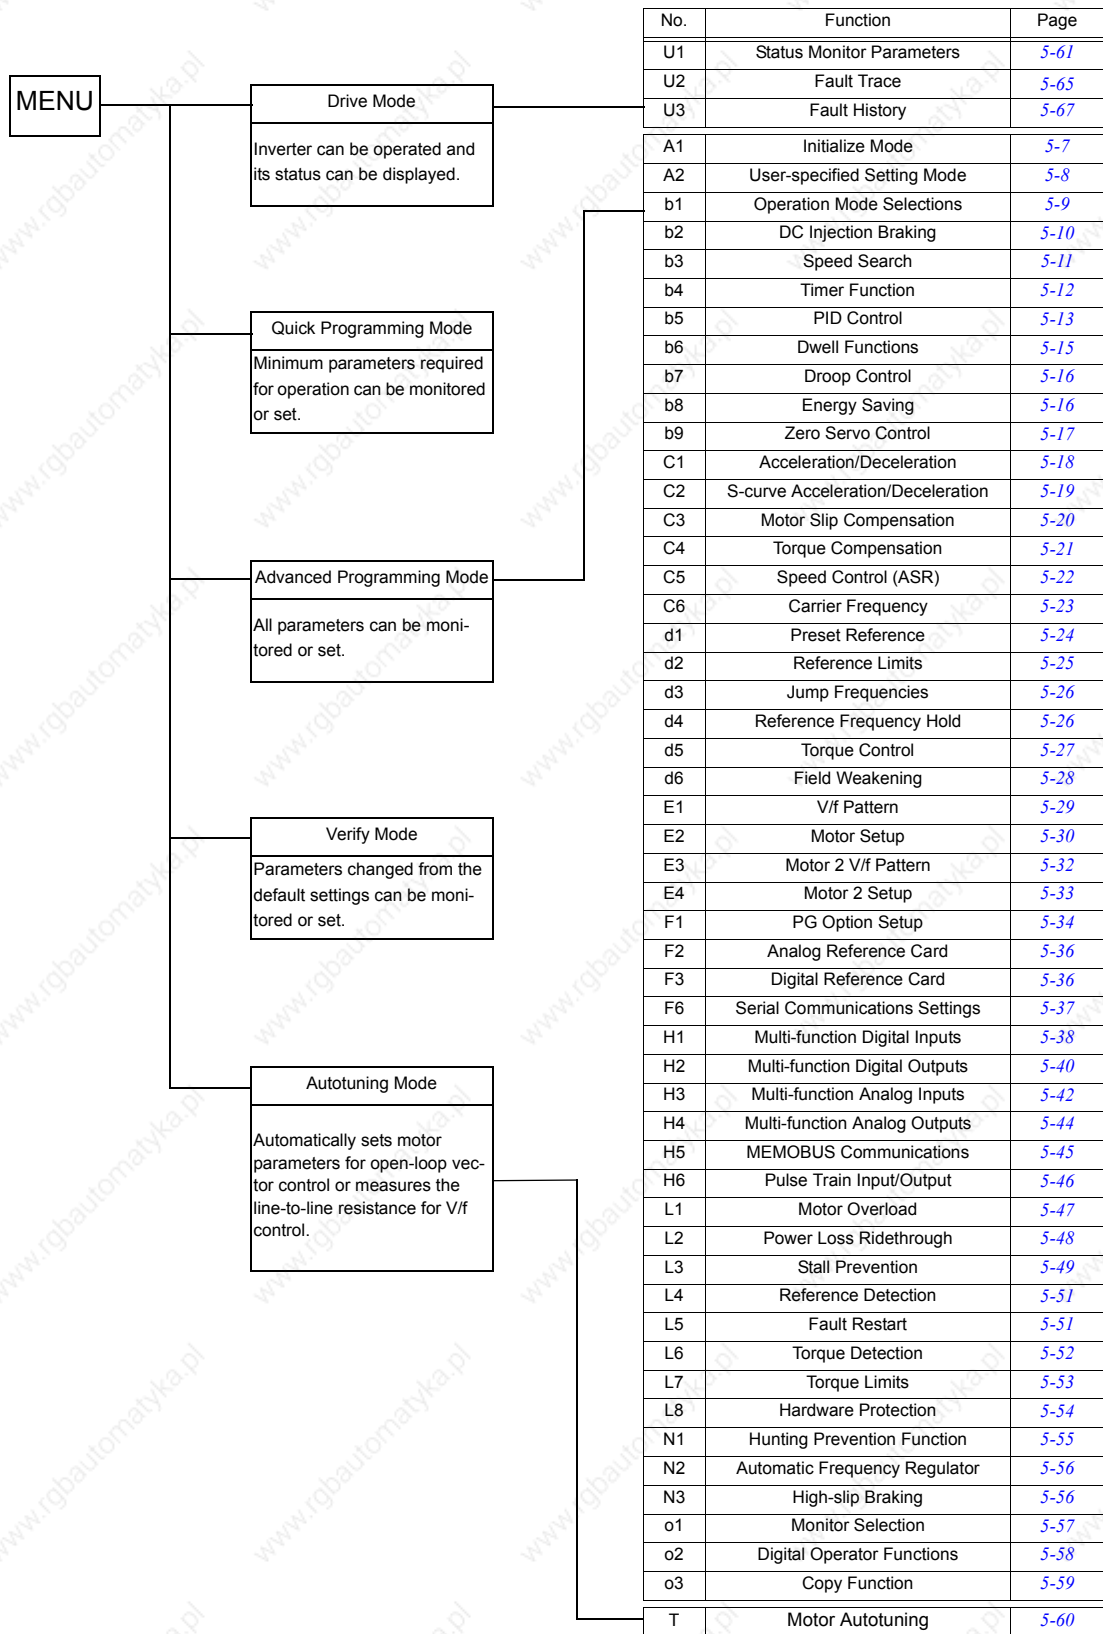 MENU
Drive Mode
Inverter can be operated and
its status can be displayed.
Quick Programming Mode
Minimum parameters required
for operation can be monitored
or set.
Advanced Programming Mode
All parameters can be moni-
tored or set.
Verify Mode
Parameters changed from the
default settings can be moni-
tored or set.
Autotuning Mode
Automatically sets motor
parameters for open-loop vec-
tor control or measures the
line-to-line resistance for V/f
control.
No. Function Page
U1 Status Monitor Parameters 5-61
U2 Fault Trace 5-65
U3 Fault History 5-67
A1 Initialize Mode 5-7
A2 User-specified Setting Mode 5-8
b1 Operation Mode Selections 5-9
b2 DC Injection Braking 5-10
b3 Speed Search 5-11
b4 Timer Function 5-12
b5 PID Control 5-13
b6 Dwell Functions 5-15
b7 Droop Control 5-16
b8 Energy Saving 5-16
b9 Zero Servo Control 5-17
C1 Acceleration/Deceleration 5-18
C2 S-curve Acceleration/Deceleration 5-19
C3 Motor Slip Compensation 5-20
C4 Torque Compensation 5-21
C5 Speed Control (ASR) 5-22
C6 Carrier Frequency 5-23
d1 Preset Reference 5-24
d2 Reference Limits 5-25
d3 Jump Frequencies 5-26
d4 Reference Frequency Hold 5-26
d5 Torque Control 5-27
d6 Field Weakening 5-28
E1 V/f Pattern 5-29
E2 Motor Setup 5-30
E3 Motor 2 V/f Pattern 5-32
E4 Motor 2 Setup 5-33
F1 PG Option Setup 5-34
F2 Analog Reference Card 5-36
F3 Digital Reference Card 5-36
F6 Serial Communications Settings 5-37
H1 Multi-function Digital Inputs 5-38
H2 Multi-function Digital Outputs 5-40
H3 Multi-function Analog Inputs 5-42
H4 Multi-function Analog Outputs 5-44
H5 MEMOBUS Communications 5-45
H6 Pulse Train Input/Output 5-46
L1 Motor Overload 5-47
L2 Power Loss Ridethrough 5-48
L3 Stall Prevention 5-49
L4 Reference Detection 5-51
L5 Fault Restart 5-51
L6 Torque Detection 5-52
L7 Torque Limits 5-53
L8 Hardware Protection 5-54
N1 Hunting Prevention Function 5-55
N2 Automatic Frequency Regulator 5-56
N3 High-slip Braking 5-56
o1 Monitor Selection 5-57
o2 Digital Operator Functions 5-58
o3 Copy Function 5-59
T Motor Autotuning 5-60
www.rgbautomatyka.pl